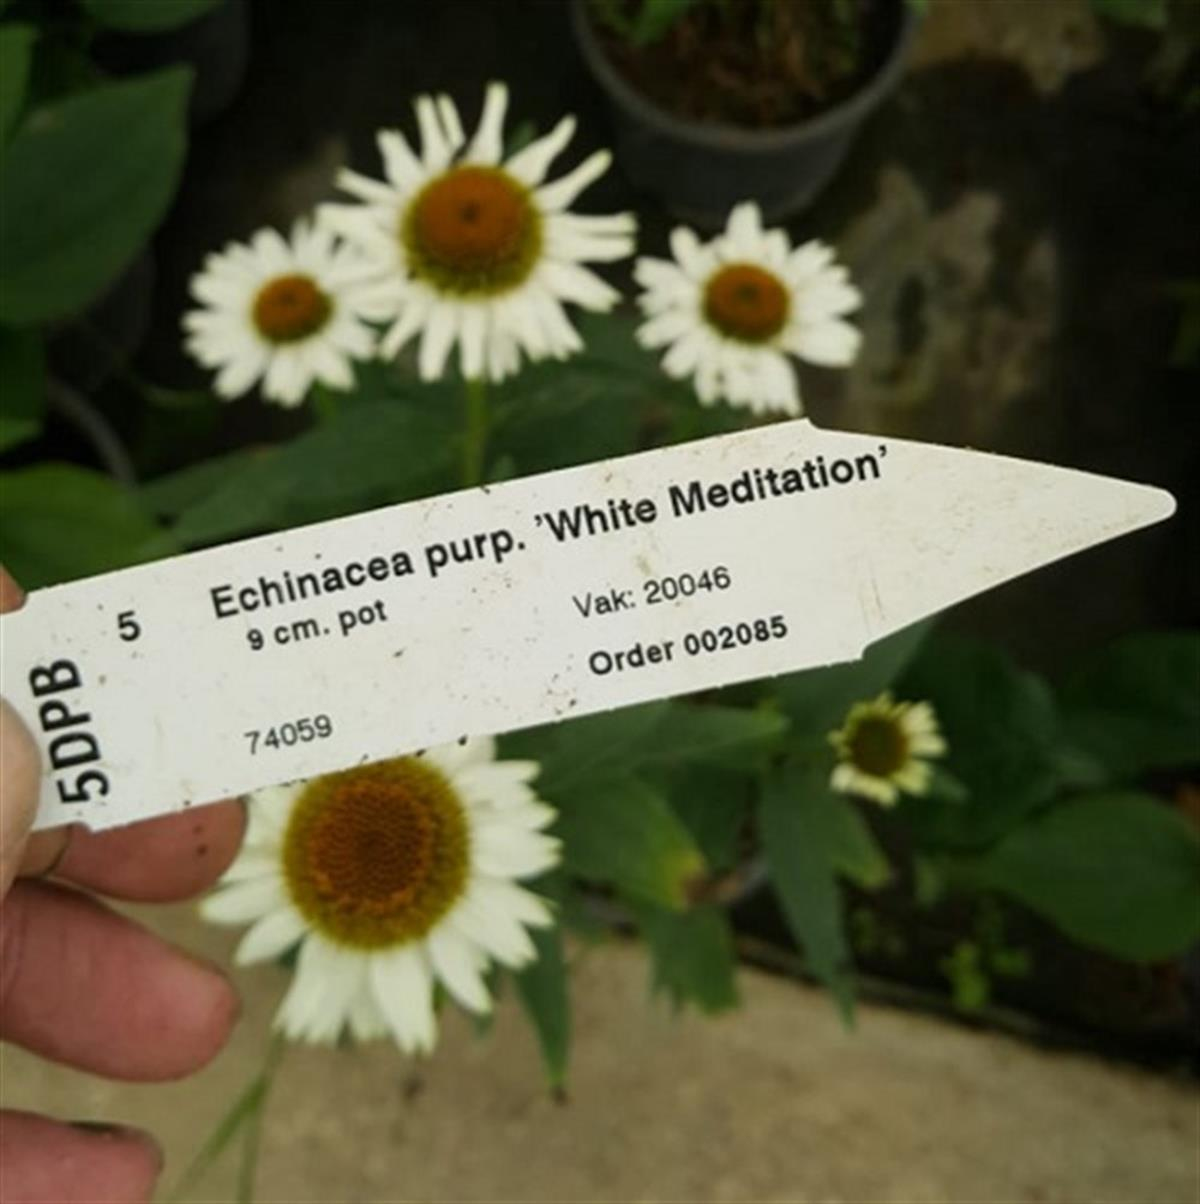 5DPB
5
Echinacea purp. ’White Meditation’
9 cm. pot
Vak: 20046
Order 002085
74059